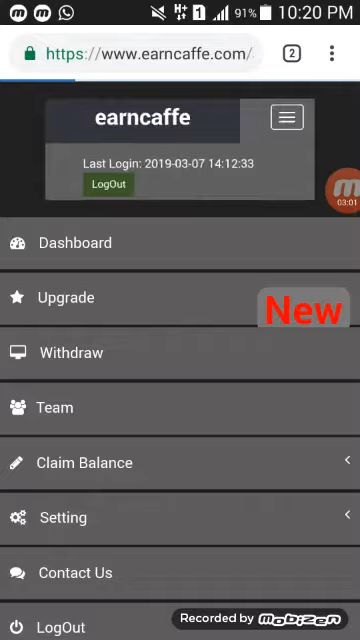 1 91% 10:20 PM
https://www.earncaffe.com/ 2
earncaffe
Last Login: 2019-03-07 14:12:33
LogOut
03:01
Dashboard
Upgrade
New
Withdraw
Team
Claim Balance
Setting
Contact Us
LogOut
Recorded by mobizen